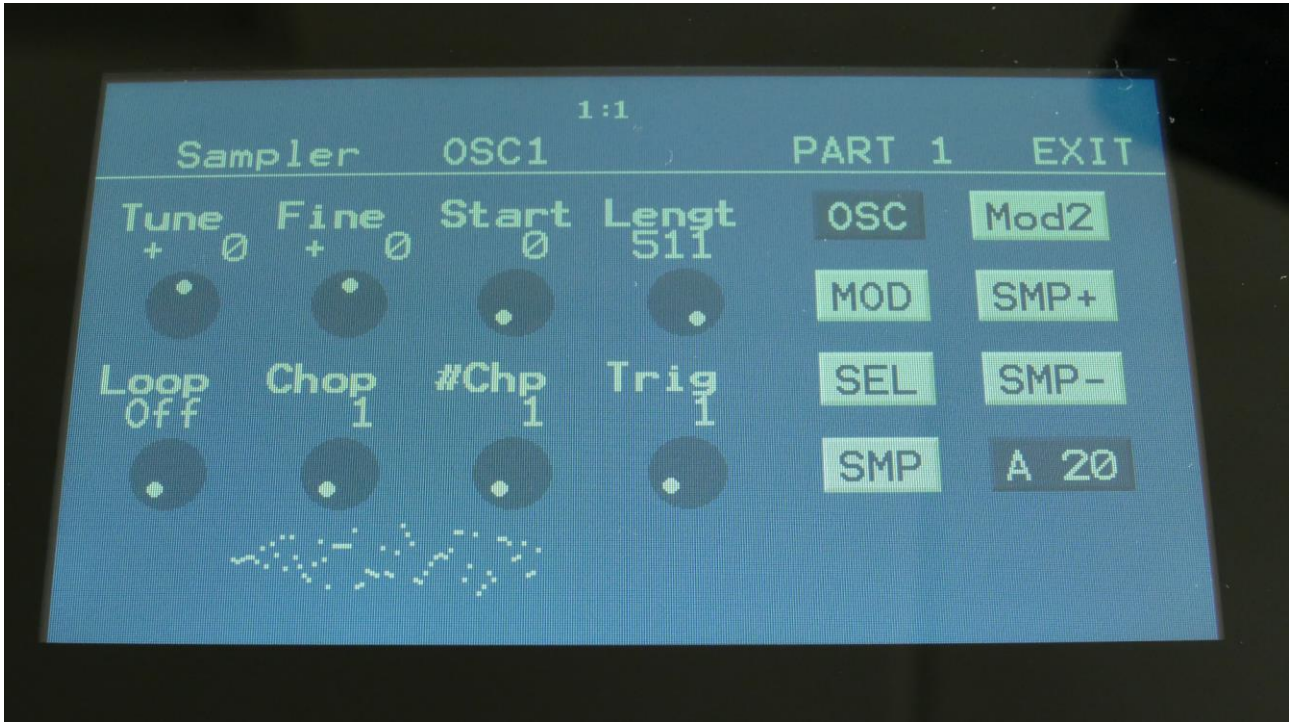 1:1
Sampler OSC1 PART 1 EXIT
Tune Fine Start Lengt OSC Mod2
+ 0 + 0 0 511
MOD SMP+
Loop Chop #Chp Trig SEL SMP-
Off 1 1 1
SMP A 20